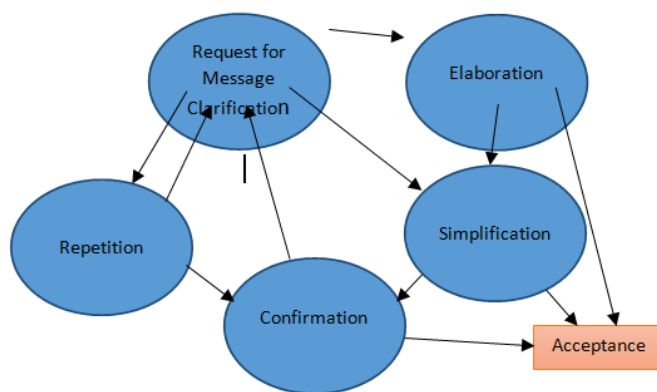 Request for
Message
Clarification
Elaboration
Repetition
Simplification
Confirmation
Acceptance